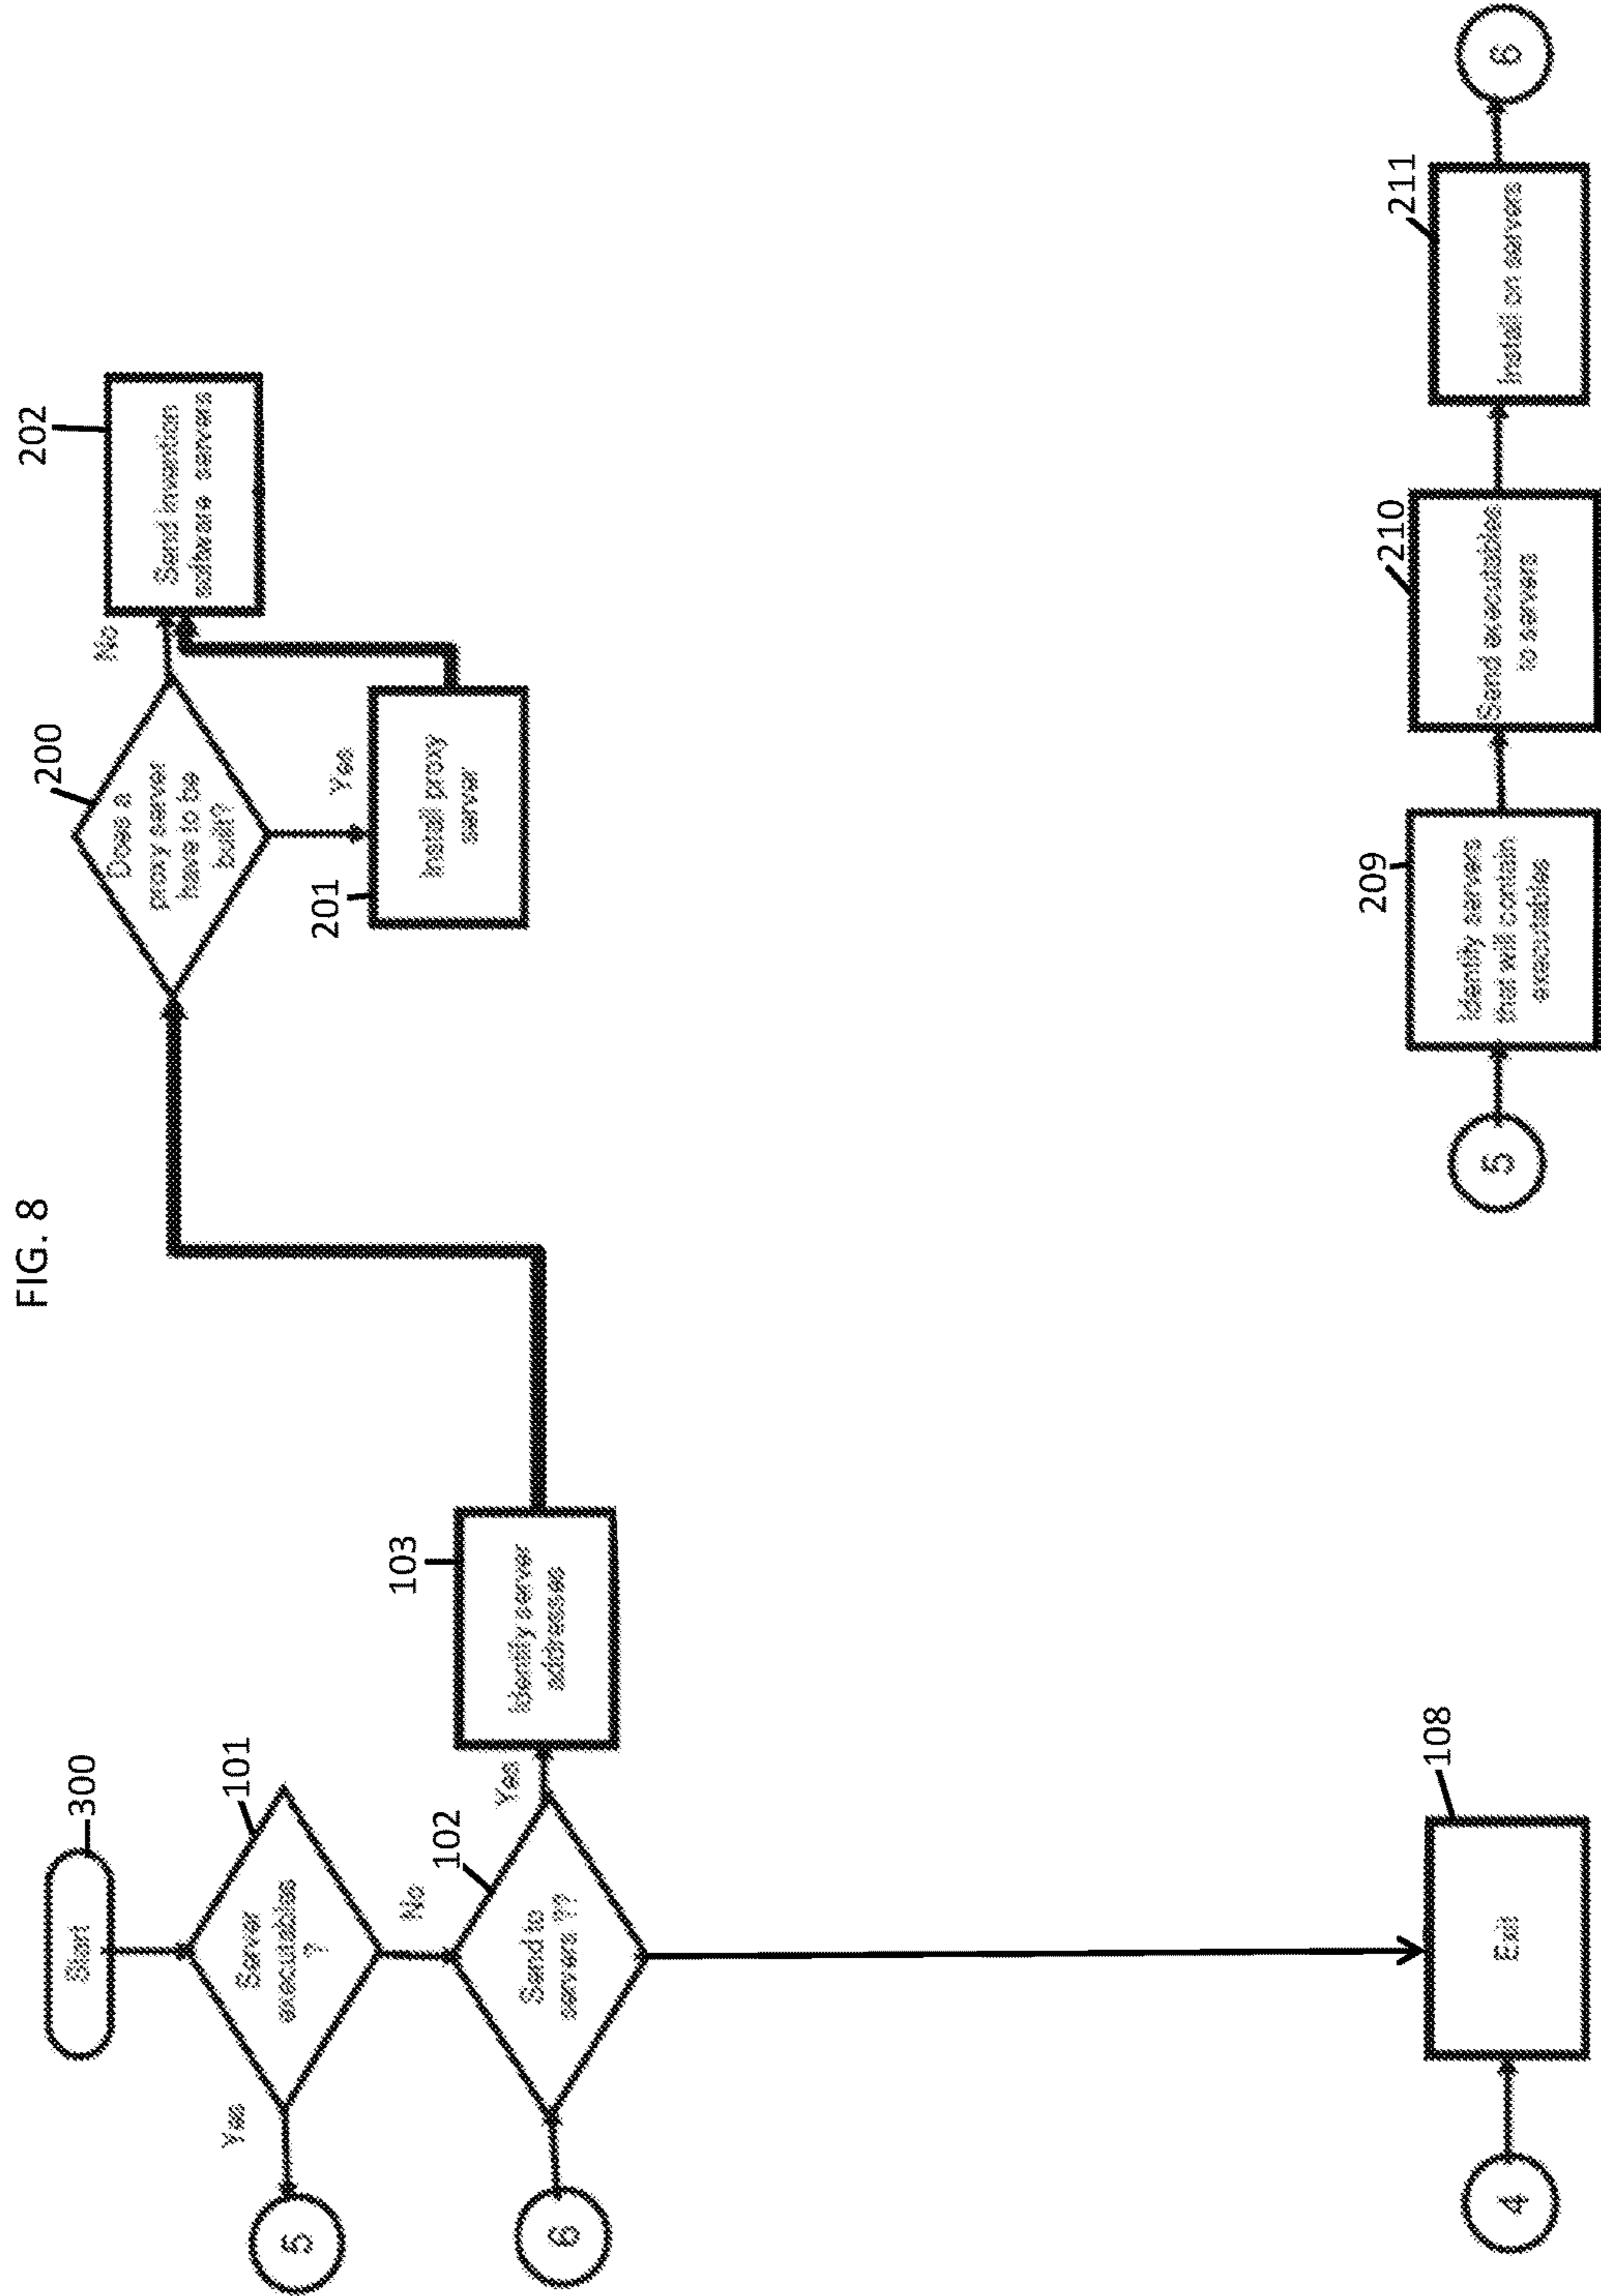 FIG. 8
300
Start
101
Server
executables
?
Yes
5
No
102
Send to
servers ??
6
Yes
103
Identify server
addresses
200
Does a
proxy server
have to be
built?
No
Yes
201
Install proxy
server
202
Send invention
software servers
108
Exit
4
5
209
Identify servers
that will contain
executables
210
Send executables
to servers
211
Install on servers
6